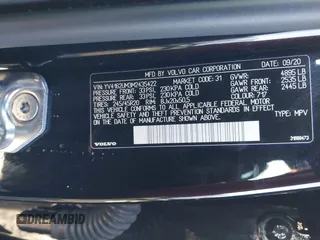 MFD BY VOLVO CAR CORPORATION 09/20
MARKET CODE: 31
GVWR: 4895 LB
PRESSURE FRONT: 33PSI, 230KPA COLD GAWR FRONT: 2535 LB
PRESSURE REAR: 33PSI, 230KPA COLD GAWR REAR: 2445 LB
TIRES: 245/45R20 RIM: 8JX20X50.5 COLOUR: 717
THIS VEHICLE CONFORMS TO ALL APPLICABLE U.S. FEDERAL MOTOR
VEHICLE SAFETY AND THEFT PREVENTION STANDARDS IN EFFECT ON THE
DATE OF MANUFACTURE SHOWN ABOVE.
TYPE: MPV
VOLVO
DREAMBID